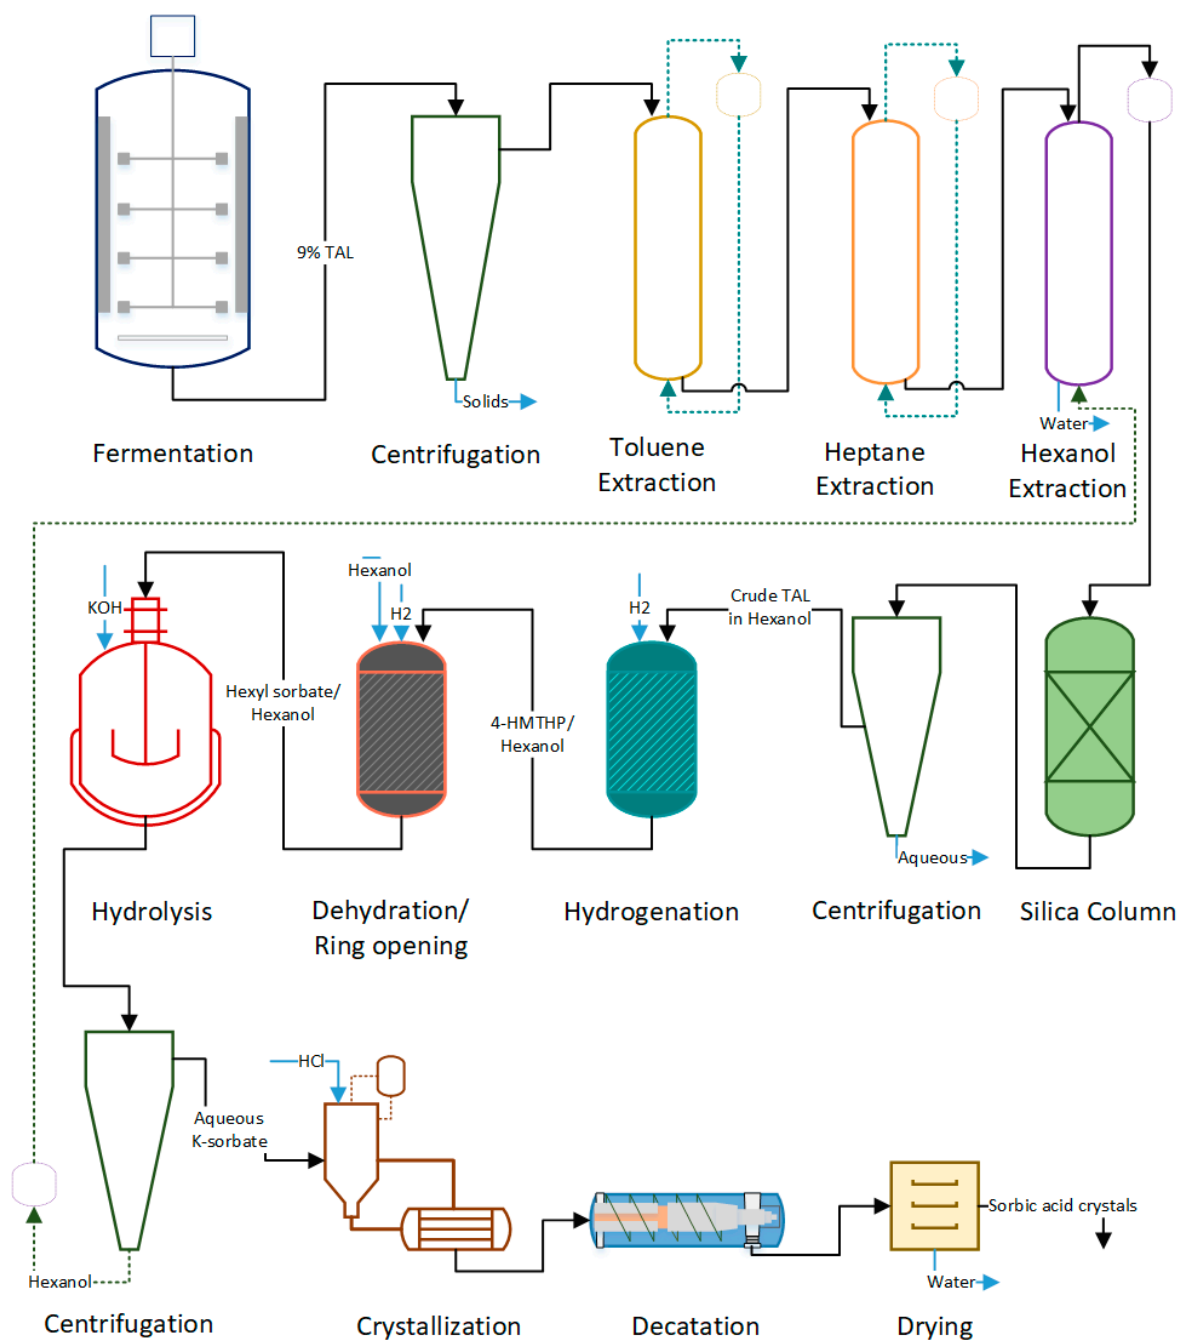 9% TAL
Solids
Water
Fermentation
Centrifugation
Toluene
Extraction
Heptane
Extraction
Hexanol
Extraction
KOH
Hexanol
H2
H2
Crude TAL
in Hexanol
Hexyl sorbate/
Hexanol
4-HMTHP/
Hexanol
Aqueous
Hydrolysis
Dehydration/
Ring opening
Hydrogenation
Centrifugation
Silica Column
HCl
Aqueous
K-sorbate
Sorbic acid crystals
Hexanol
Water
Centrifugation
Crystallization
Decatation
Drying